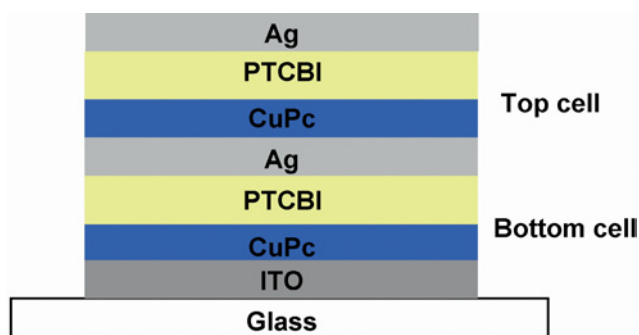 Ag
PTCBI
CuPc
Top cell
Ag
PTCBI
CuPc
Bottom cell
ITO
Glass